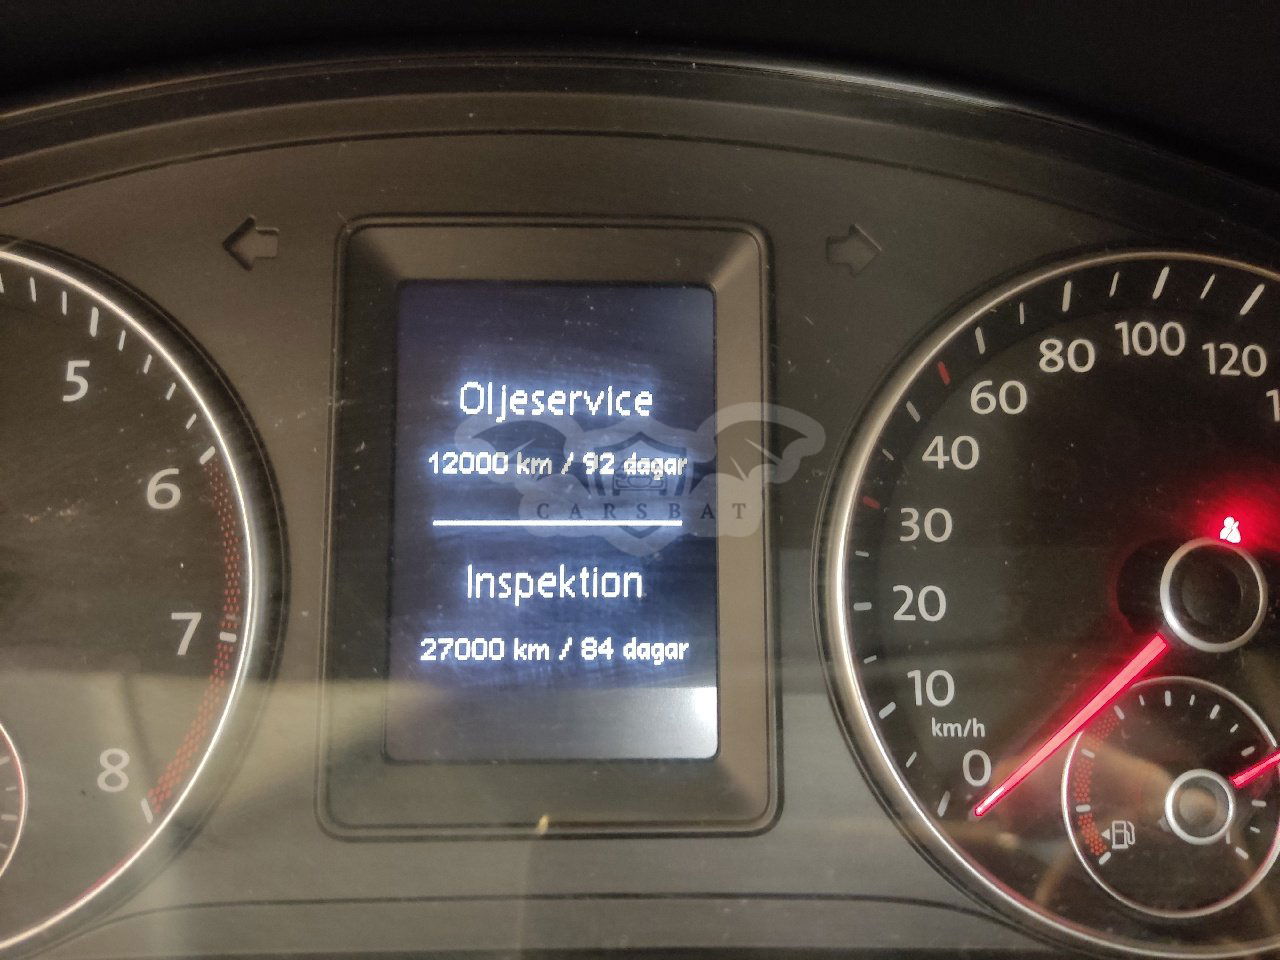 Oljeservice
12000 km / 92 dagar
CARSBAT
Inspektion
27000 km / 84 dagar
5
6
7
8
0
10
20
30
40
60
80
100
120
km/h